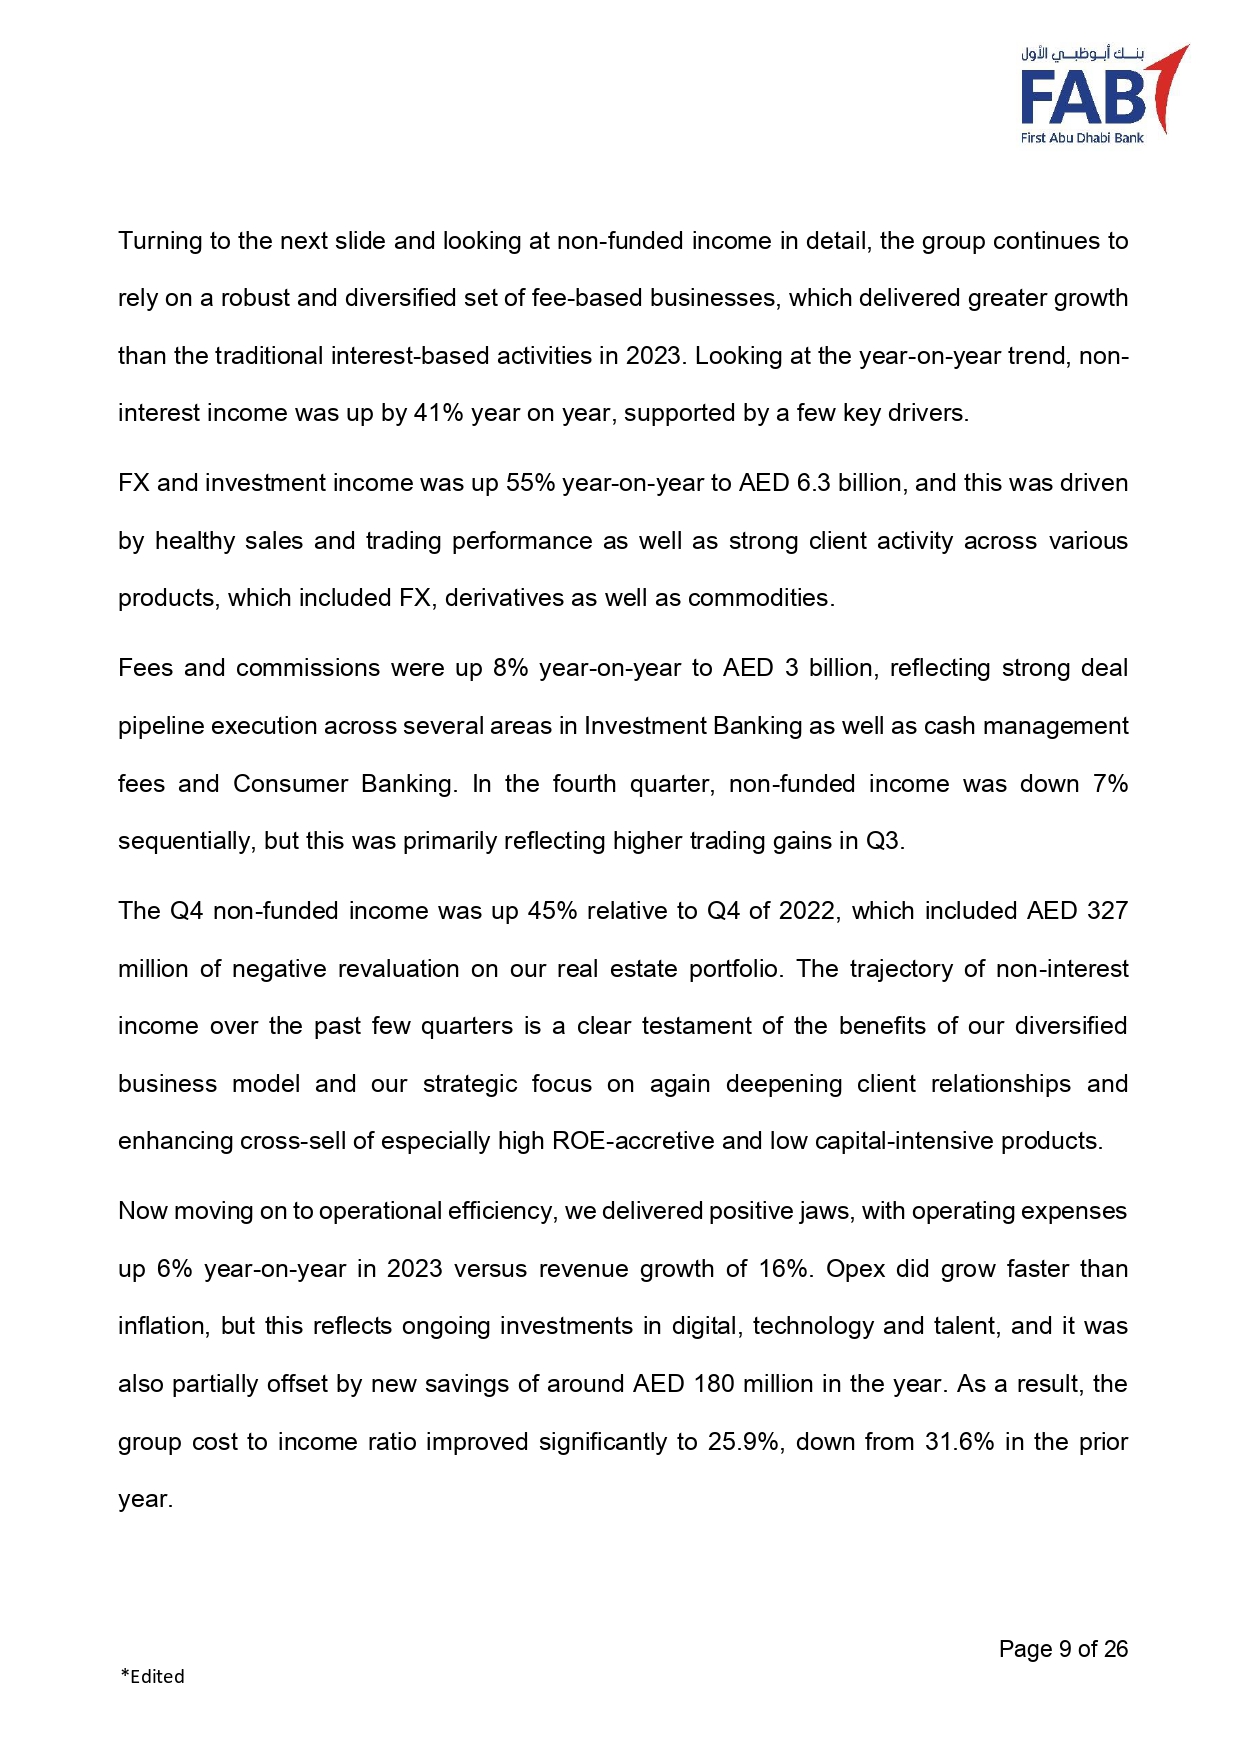 بنك أبوظبي الأول
FAB
First Abu Dhabi Bank
Turning to the next slide and looking at non-funded income in detail, the group continues to
rely on a robust and diversified set of fee-based businesses, which delivered greater growth
than the traditional interest-based activities in 2023. Looking at the year-on-year trend, non-
interest income was up by 41% year on year, supported by a few key drivers.
FX and investment income was up 55% year-on-year to AED 6.3 billion, and this was driven
by healthy sales and trading performance as well as strong client activity across various
products, which included FX, derivatives as well as commodities.
Fees and commissions were up 8% year-on-year to AED 3 billion, reflecting strong deal
pipeline execution across several areas in Investment Banking as well as cash management
fees and Consumer Banking. In the fourth quarter, non-funded income was down 7%
sequentially, but this was primarily reflecting higher trading gains in Q3.
The Q4 non-funded income was up 45% relative to Q4 of 2022, which included AED 327
million of negative revaluation on our real estate portfolio. The trajectory of non-interest
income over the past few quarters is a clear testament of the benefits of our diversified
business model and our strategic focus on again deepening client relationships and
enhancing cross-sell of especially high ROE-accretive and low capital-intensive products.
Now moving on to operational efficiency, we delivered positive jaws, with operating expenses
up 6% year-on-year in 2023 versus revenue growth of 16%. Opex did grow faster than
inflation, but this reflects ongoing investments in digital, technology and talent, and it was
also partially offset by new savings of around AED 180 million in the year. As a result, the
group cost to income ratio improved significantly to 25.9%, down from 31.6% in the prior
year.
Page 9 of 26
*Edited